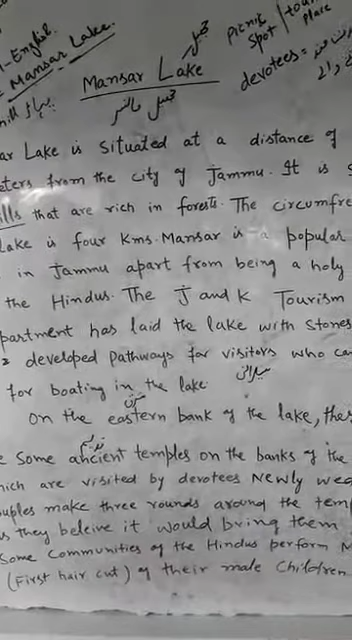 -English
= Mansar Lake.
Picnic spot / tou
Place
devotees =
Mansar Lake
جھیل
جھیل مانسر
ar Lake is situated at a distance of
eters from the city of Jammu. It is s
ills that are rich in forests. The circumfre
Lake is four Kms. Mansar is a popular
in Jammu apart from being a holy
the Hindus. The J and K Tourism
partment has laid the lake with stones
developed pathways for visitors who ca
for boating in the lake.
On the eastern bank of the lake, the
e some ancient temples on the banks of the
hich are visited by devotees Newly wed
ouples make three rounds around the temp
s they beleive it would bring them
Some Communities of the Hindus perform M
(First hair cut) of their male Children